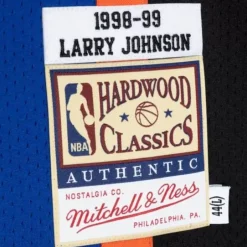 1998-99
LARRY JOHNSON
HARDWOOD
CLASSICS
NBA
AUTHENTIC
NOSTALGIA CO.
Mitchell & Ness
PHILADELPHIA, PA.
44(L)